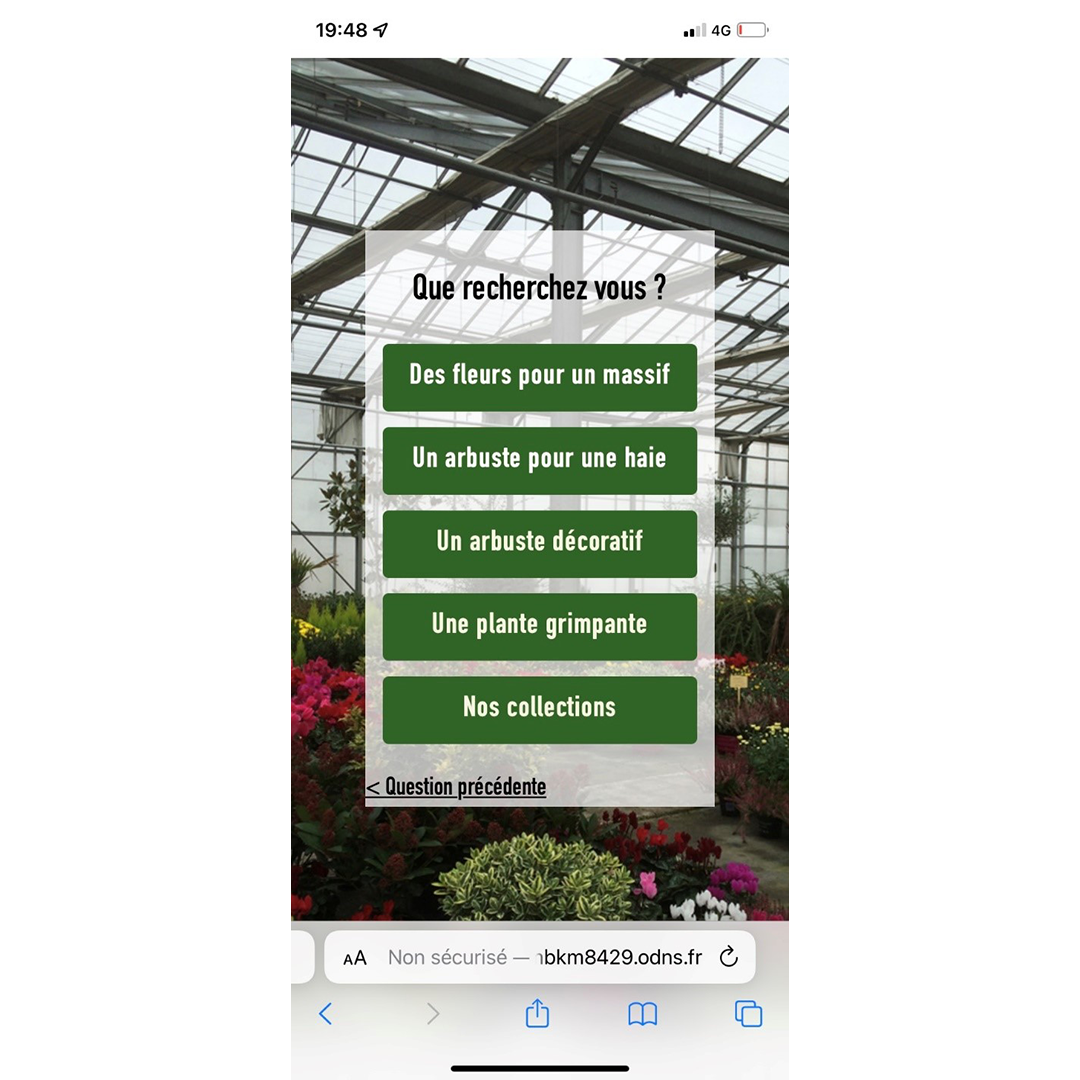 19:48
4G
Que recherchez vous ?
Des fleurs pour un massif
Un arbuste pour une haie
Un arbuste décoratif
Une plante grimpante
Nos collections
< Question précédente
AA Non sécurisé — bkm8429.odns.fr